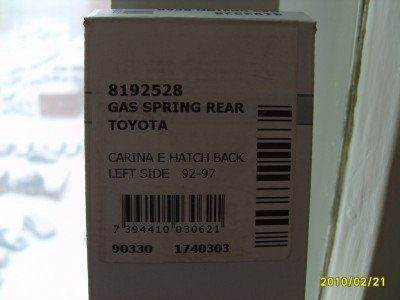 8192528
GAS SPRING REAR
TOYOTA
CARINA E HATCH BACK
LEFT SIDE 92-97
7 394410 030621
90330 1740303
2010/02/21